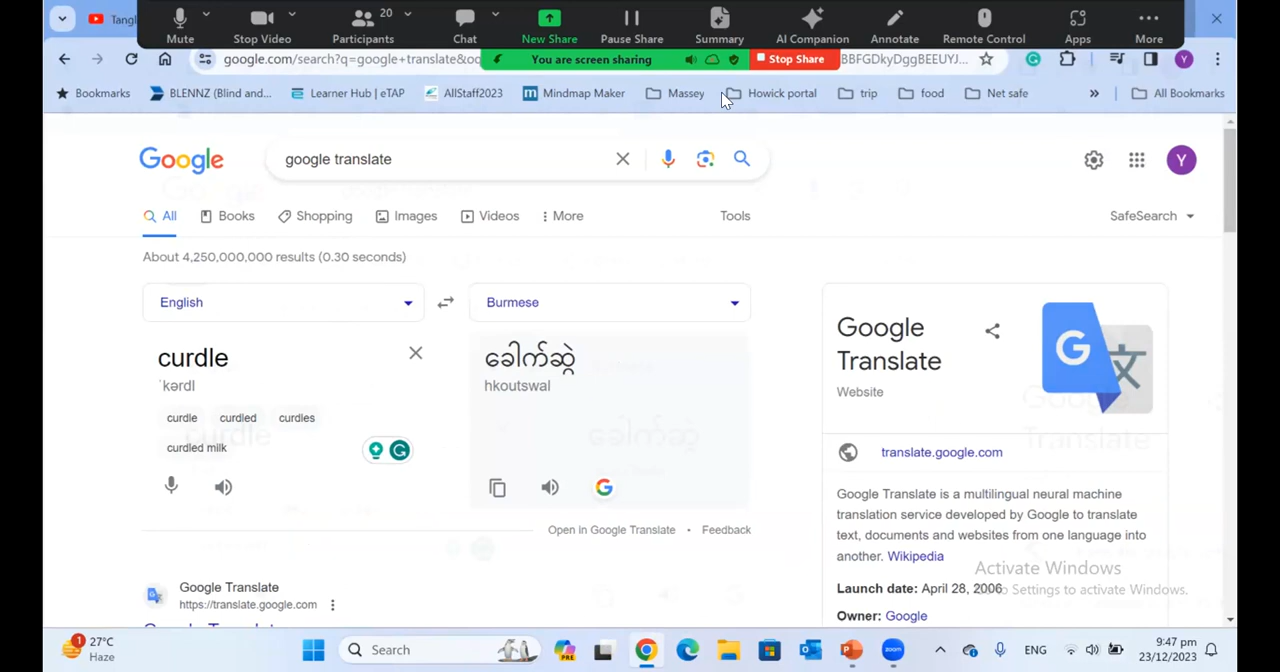 Tangl
Mute
Stop Video
Participants
20
Chat
New Share
Pause Share
Summary
AI Companion
Annotate
Remote Control
Apps
More
google.com/search?q=google+translate&oq
You are screen sharing
Stop Share
BBFGDkyDggBEEUYJ...
Y
Bookmarks
BLENNZ (Blind and...
Learner Hub | eTAP
AllStaff2023
Mindmap Maker
Massey
Howick portal
trip
food
Net safe
»
All Bookmarks
Google
google translate
Y
All
Books
Shopping
Images
Videos
More
Tools
SafeSearch
About 4,250,000,000 results (0.30 seconds)
English
Burmese
curdle
ခေါက်ဆွဲ
ˈkərdl
hkoutswal
curdle
curdled
curdles
curdled milk
Open in Google Translate • Feedback
Google Translate
https://translate.google.com
Google
Translate
Website
translate.google.com
Google Translate is a multilingual neural machine
translation service developed by Google to translate
text, documents and websites from one language into
another. Wikipedia
Launch date: April 28, 2006
Owner: Google
Activate Windows
Go to Settings to activate Windows.
27°C
Haze
Search
ENG
9:47 pm
23/12/2023